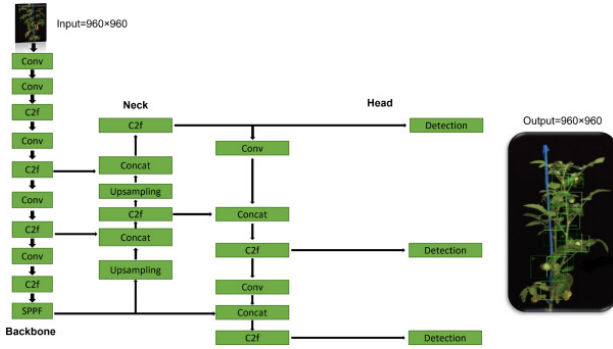 Input=960×960
Conv
Conv
C2f
Conv
C2f
Conv
C2f
Conv
C2f
SPPF
Backbone
Neck
C2f
Concat
Upsampling
C2f
Concat
Upsampling
Conv
Concat
C2f
Conv
Concat
C2f
Head
Detection
Detection
Detection
Output=960×960